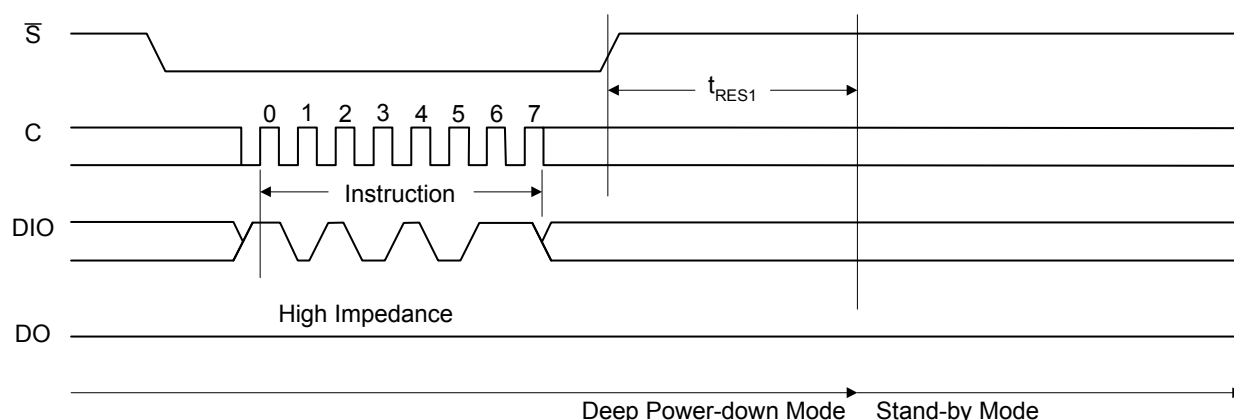 S̅
t_RES1
0 1 2 3 4 5 6 7
C
Instruction
DIO
High Impedance
DO
Deep Power-down Mode Stand-by Mode